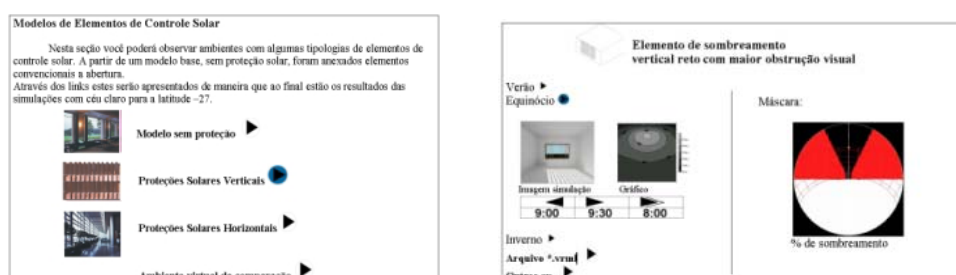 Modelos de Elementos de Controle Solar
Nesta seção você poderá observar ambientes com algumas tipologias de elementos de
controle solar. A partir de um modelo base, sem proteção solar, foram anexados elementos
convencionais a abertura.
Através dos links estes serão apresentados de maneira que ao final estão os resultados das
simulações com céu claro para a latitude –27.
Modelo sem proteção
Proteções Solares Verticais
Proteções Solares Horizontais
Ambiente virtual de comparação
Elemento de sombreamento
vertical reto com maior obstrução visual
Verão
Equinócio
Imagem simulação Gráfico
9:00 9:30 8:00
Inverno
Arquivo *.vrml
Máscara:
% de sombreamento